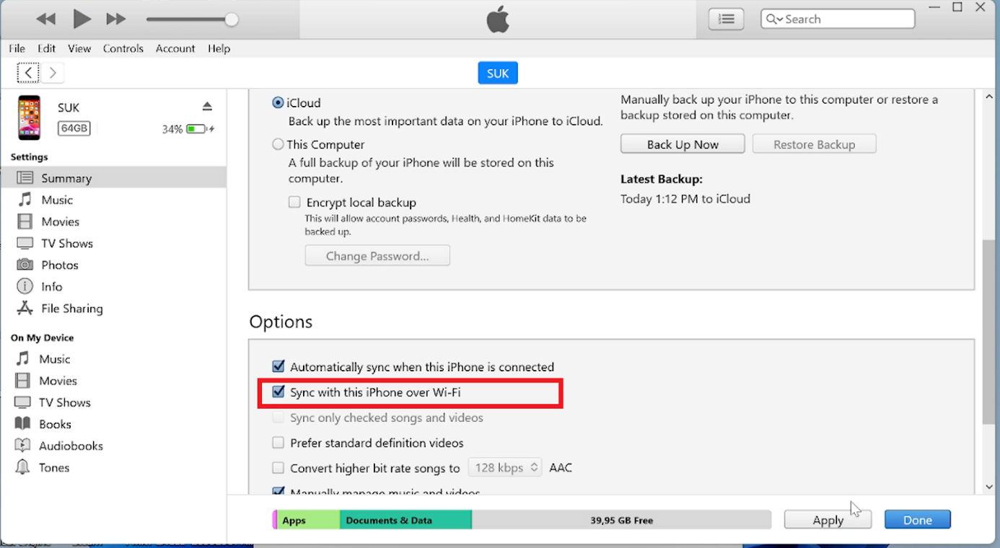 Search
File Edit View Controls Account Help
SUK
SUK
64GB
34%
Settings
Summary
Music
Movies
TV Shows
Photos
Info
File Sharing
On My Device
Music
Movies
TV Shows
Books
Audiobooks
Tones
iCloud
Back up the most important data on your iPhone to iCloud.
This Computer
A full backup of your iPhone will be stored on this
computer.
Encrypt local backup
This will allow account passwords, Health, and HomeKit data to be
backed up.
Change Password...
Manually back up your iPhone to this computer or restore a
backup stored on this computer.
Back Up Now Restore Backup
Latest Backup:
Today 1:12 PM to iCloud
Options
Automatically sync when this iPhone is connected
Sync with this iPhone over Wi-Fi
Sync only checked songs and videos
Prefer standard definition videos
Convert higher bit rate songs to 128 kbps AAC
Manually manage music and videos
Apps Documents & Data 39,95 GB Free
Apply Done